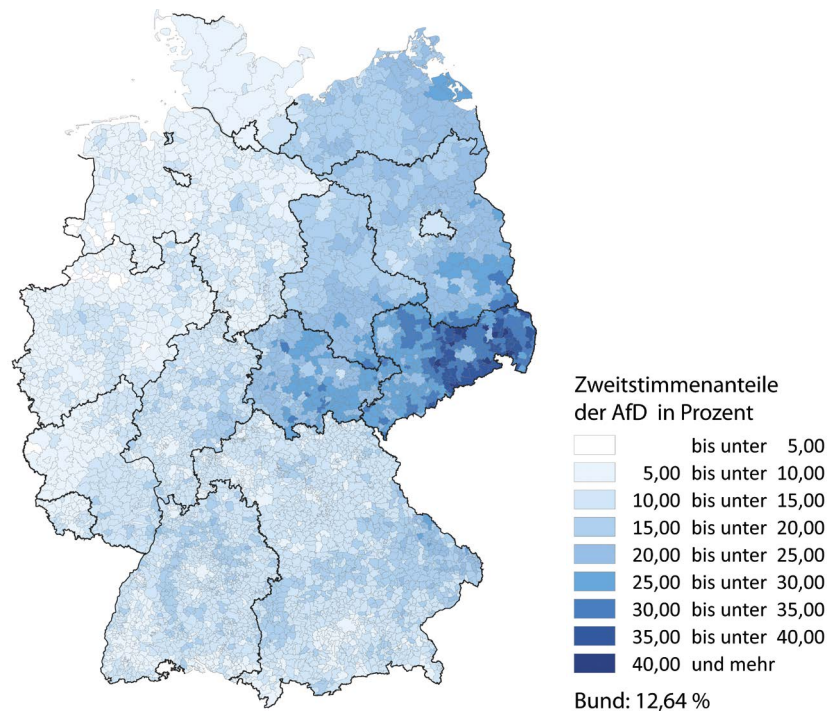 Zweitstimmenanteile
der AfD in Prozent
bis unter 5,00
5,00 bis unter 10,00
10,00 bis unter 15,00
15,00 bis unter 20,00
20,00 bis unter 25,00
25,00 bis unter 30,00
30,00 bis unter 35,00
35,00 bis unter 40,00
40,00 und mehr
Bund: 12,64 %